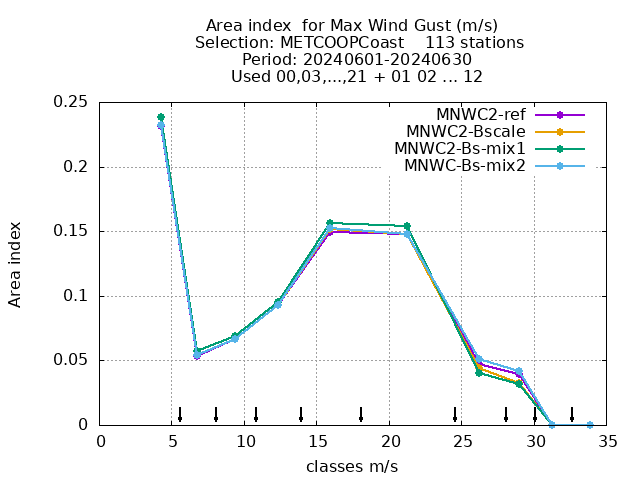 Area index  for Max Wind Gust (m/s)
Selection: METCOOPCoast    113 stations
Period: 20240601-20240630
Used 00,03,...,21 + 01 02 ... 12
MNWC2-ref
MNWC2-Bscale
MNWC2-Bs-mix1
MNWC-Bs-mix2
Area index
0.25
0.2
0.15
0.1
0.05
0
0 5 10 15 20 25 30 35
classes m/s